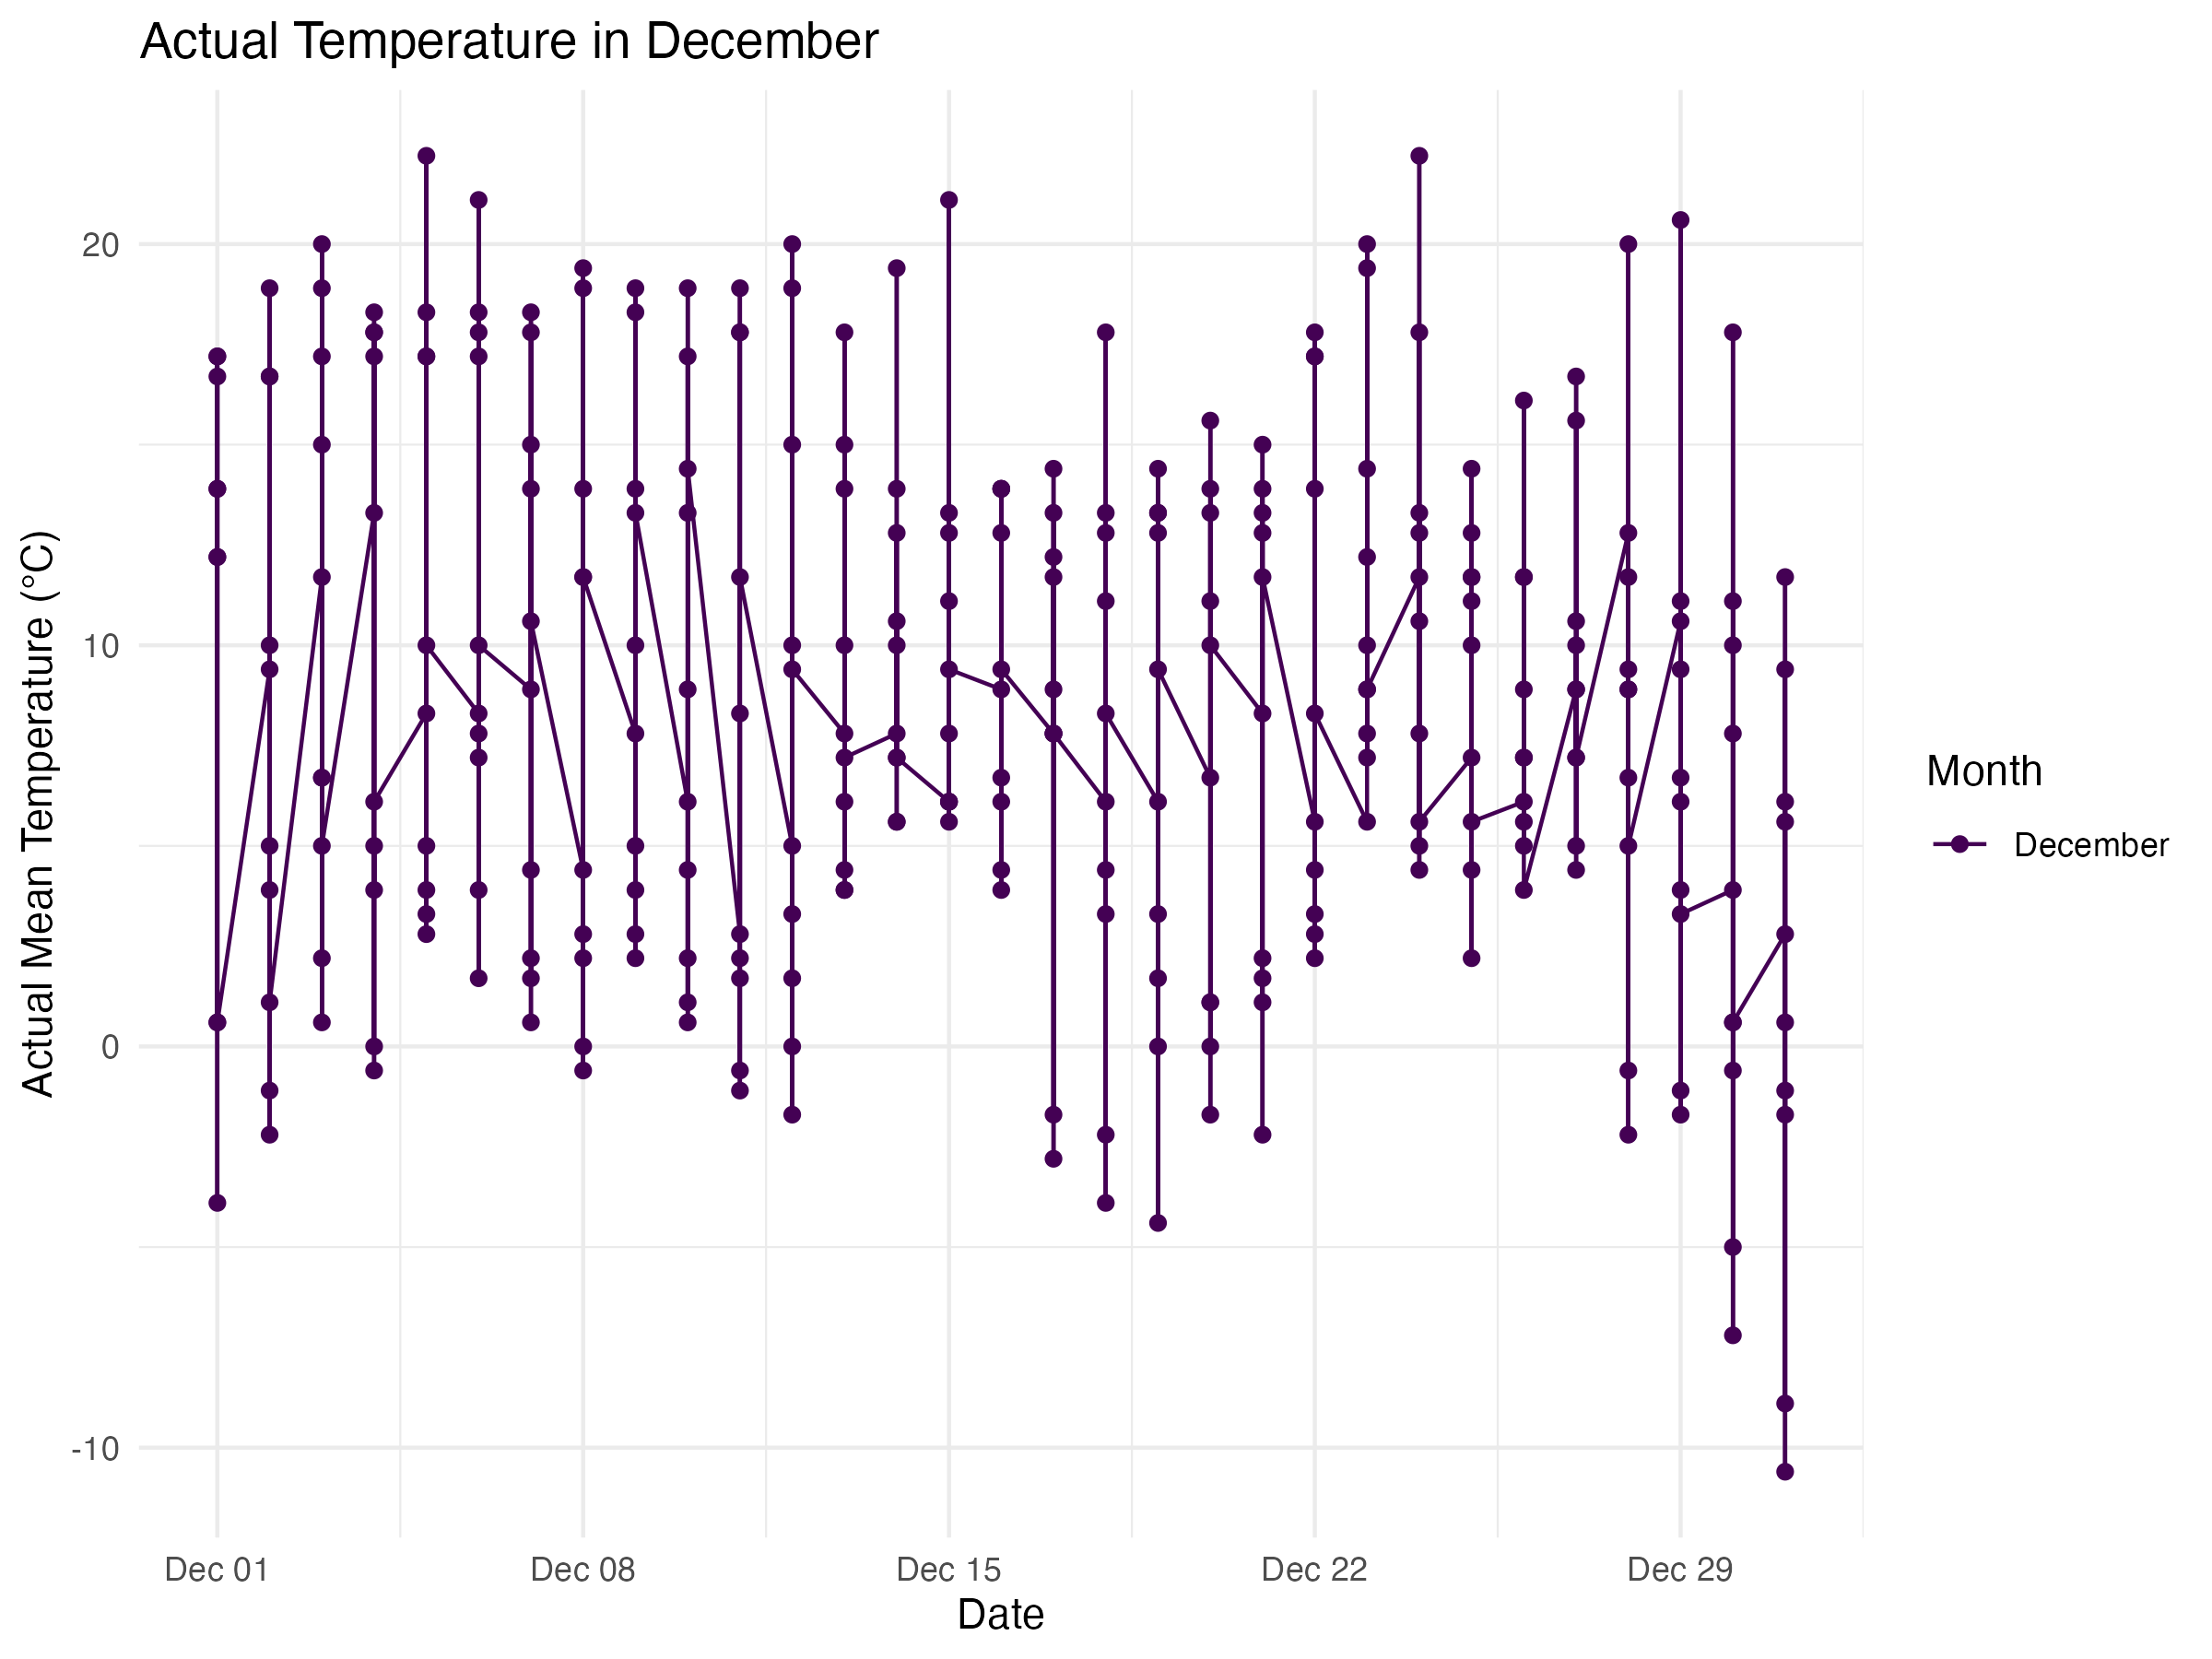 Actual Temperature in December
Actual Mean Temperature (°C)
20
10
0
-10
Dec 01
Dec 08
Dec 15
Dec 22
Dec 29
Date
Month
December